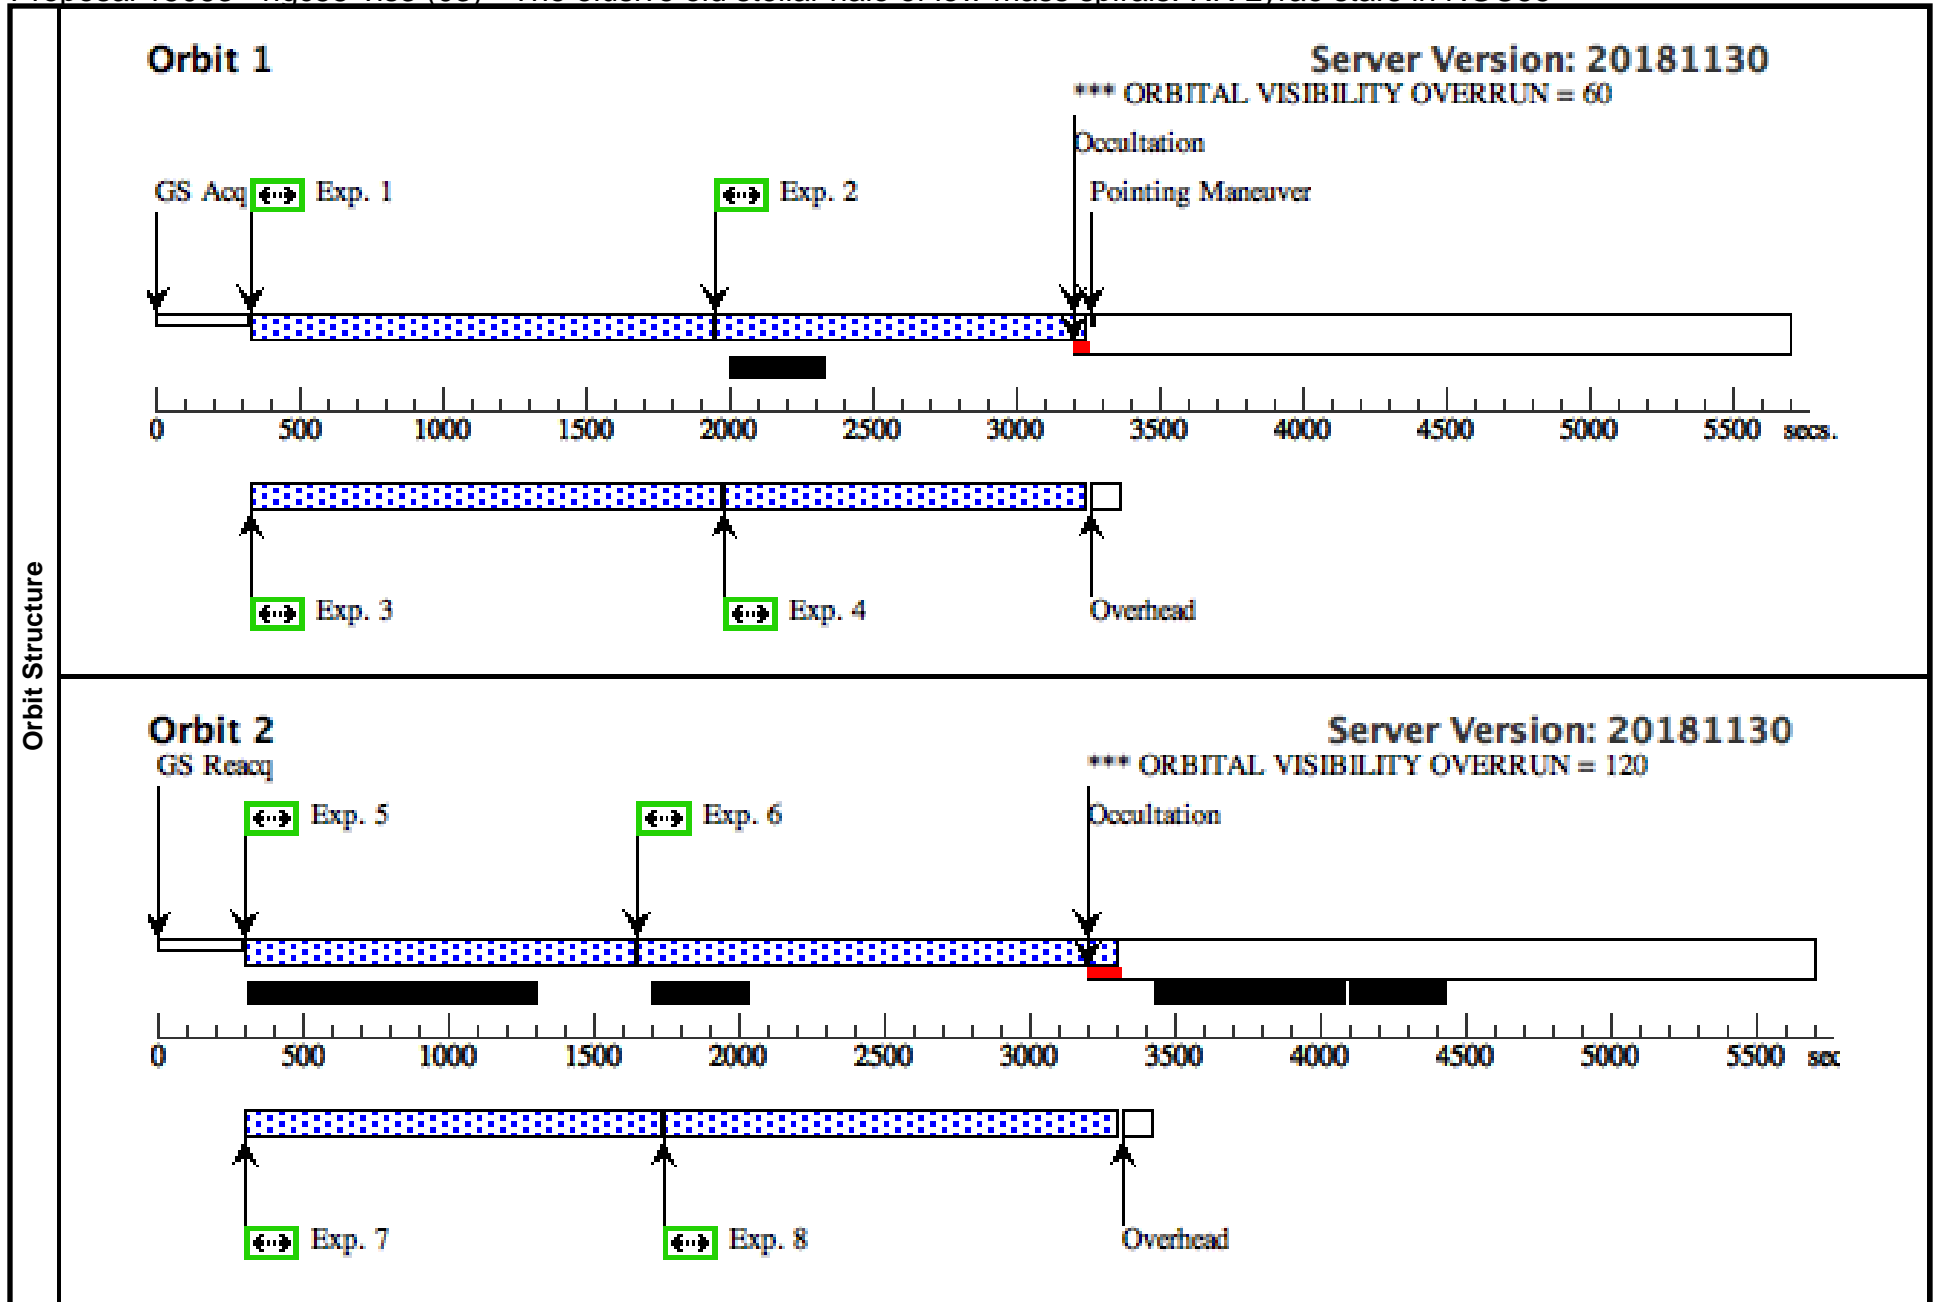 Orbit Structure
Orbit 1
Server Version: 20181130
*** ORBITAL VISIBILITY OVERRUN = 60
Occultation
GS Acq
Exp. 1
Exp. 2
Pointing Maneuver
0 500 1000 1500 2000 2500 3000 3500 4000 4500 5000 5500 secs.
Exp. 3
Exp. 4
Overhead
Orbit 2
Server Version: 20181130
GS Reacq
*** ORBITAL VISIBILITY OVERRUN = 120
Exp. 5
Exp. 6
Occultation
0 500 1000 1500 2000 2500 3000 3500 4000 4500 5000 5500 sec
Exp. 7
Exp. 8
Overhead